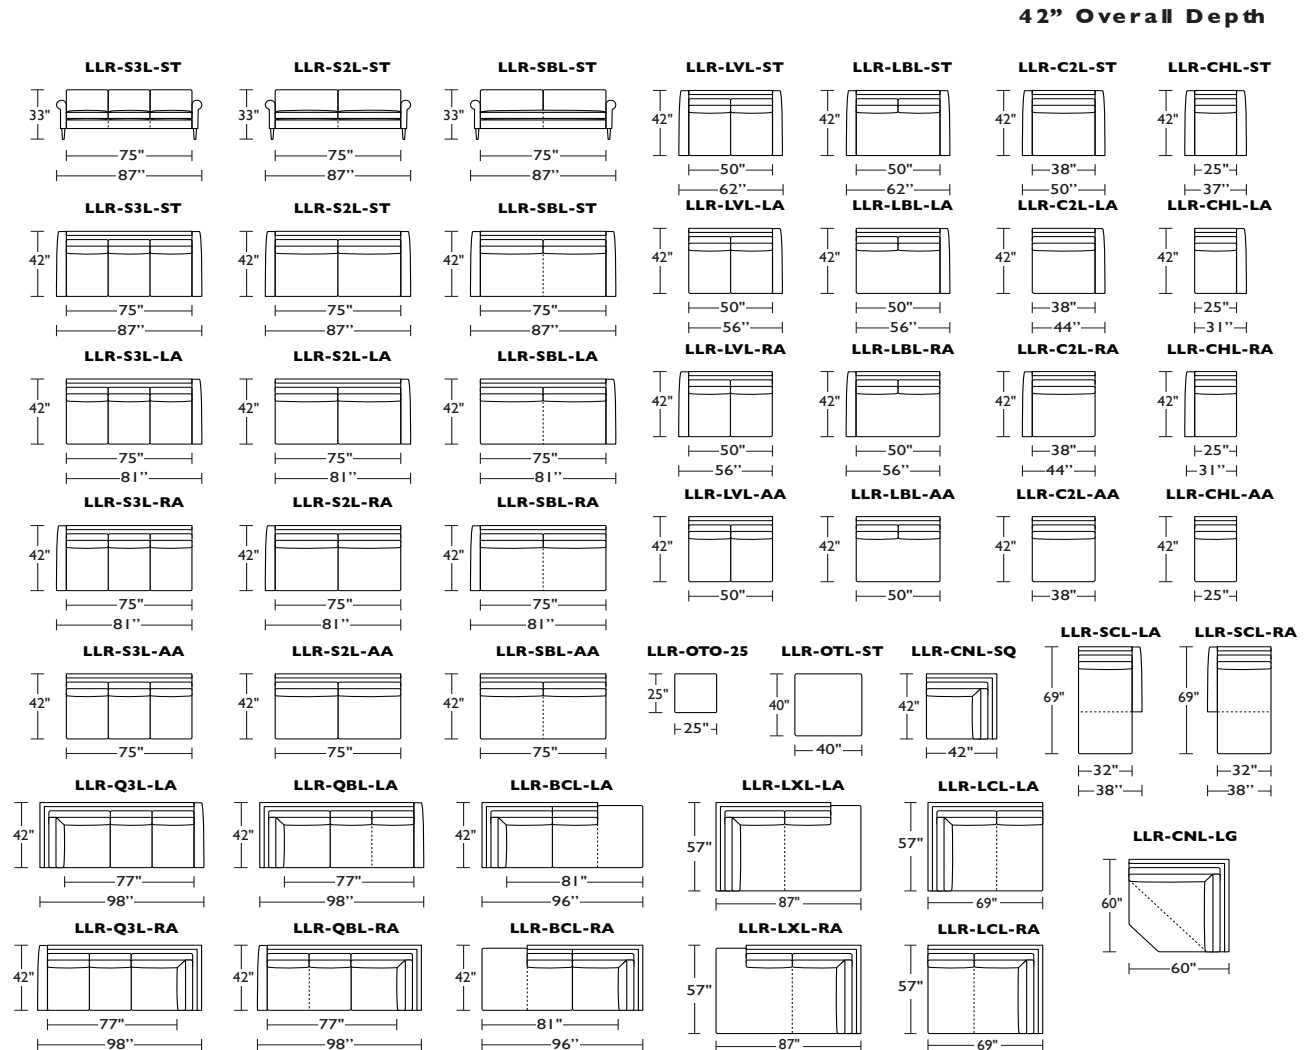 42” Overall Depth
LLR-S3L-ST LLR-S2L-ST LLR-SBL-ST LLR-LVL-ST LLR-LBL-ST LLR-C2L-ST LLR-CHL-ST
33" 33" 33" 42" 42" 42" 42"
75" 75" 75" 50" 50" 38" 25"
87’’ 87’’ 87’’ 62’’ 62’’ 50’’ 37’’
LLR-S3L-ST LLR-S2L-ST LLR-SBL-ST LLR-LVL-LA LLR-LBL-LA LLR-C2L-LA LLR-CHL-LA
42" 42" 42" 42" 42" 42" 42"
75" 75" 75" 50" 50" 38" 25"
87’’ 87’’ 87’’ 56’’ 56’’ 44’’ 31’’
LLR-S3L-LA LLR-S2L-LA LLR-SBL-LA LLR-LVL-RA LLR-LBL-RA LLR-C2L-RA LLR-CHL-RA
42" 42" 42" 42" 42" 42" 42"
75" 75" 75" 50" 50" 38" 25"
81’’ 81’’ 81’’ 56’’ 56’’ 44’’ 31’’
LLR-S3L-RA LLR-S2L-RA LLR-SBL-RA LLR-LVL-AA LLR-LBL-AA LLR-C2L-AA LLR-CHL-AA
42" 42" 42" 42" 42" 42" 42"
75" 75" 75" 50" 50" 38" 25"
81’’ 81’’ 81’’
LLR-S3L-AA LLR-S2L-AA LLR-SBL-AA LLR-OTO-25 LLR-OTL-ST LLR-CNL-SQ LLR-SCL-LA LLR-SCL-RA
42" 42" 42" 25" 40" 42" 69" 69"
75" 75" 75" 25" 40" 42" 32" 32"
38’’ 38’’
LLR-Q3L-LA LLR-QBL-LA LLR-BCL-LA LLR-LXL-LA LLR-LCL-LA LLR-CNL-LG
42" 42" 42" 57" 57" 60"
77" 77" 81" 87" 69" 60"
98’’ 98’’ 96’’
LLR-Q3L-RA LLR-QBL-RA LLR-BCL-RA LLR-LXL-RA LLR-LCL-RA
42" 42" 42" 57" 57"
77" 77" 81" 87" 69"
98’’ 98’’ 96’’